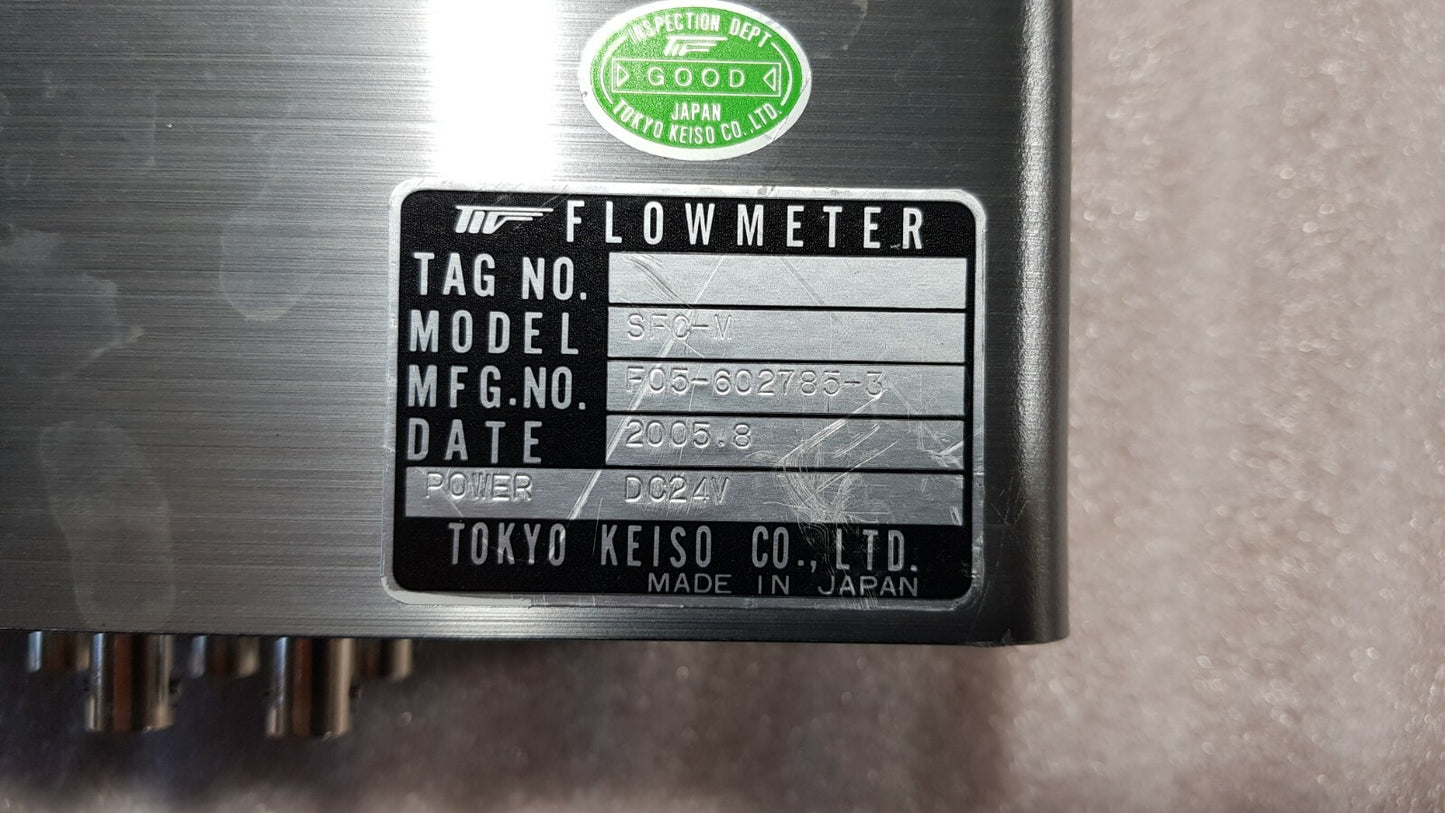 INSPECTION DEPT
GOOD
JAPAN
TOKYO KEISO CO., LTD.
FLOWMETER
TAG NO.
MODEL SFC-M
MFG.NO. F05-602785-3
DATE 2005.8
POWER DC24V
TOKYO KEISO CO., LTD.
MADE IN JAPAN